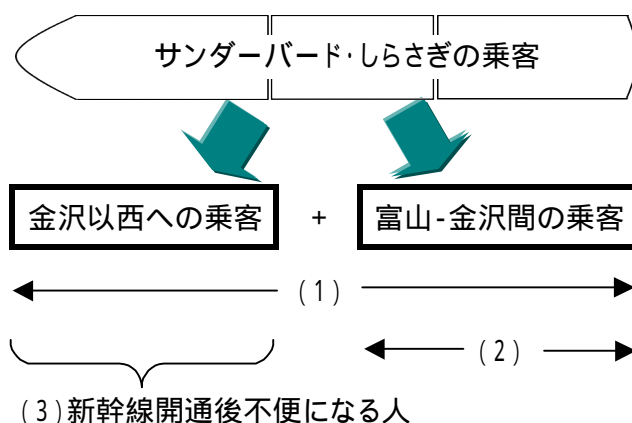 サンダーバード・しらさぎの乗客
金沢以西への乗客 + 富山-金沢間の乗客
(1)
(2)
(3)新幹線開通後不便になる人